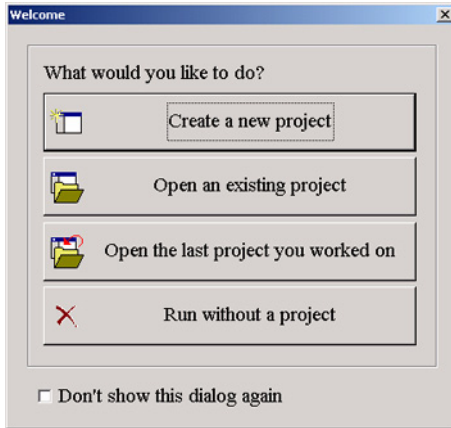 Welcome
What would you like to do?
Create a new project
Open an existing project
Open the last project you worked on
Run without a project
Don't show this dialog again